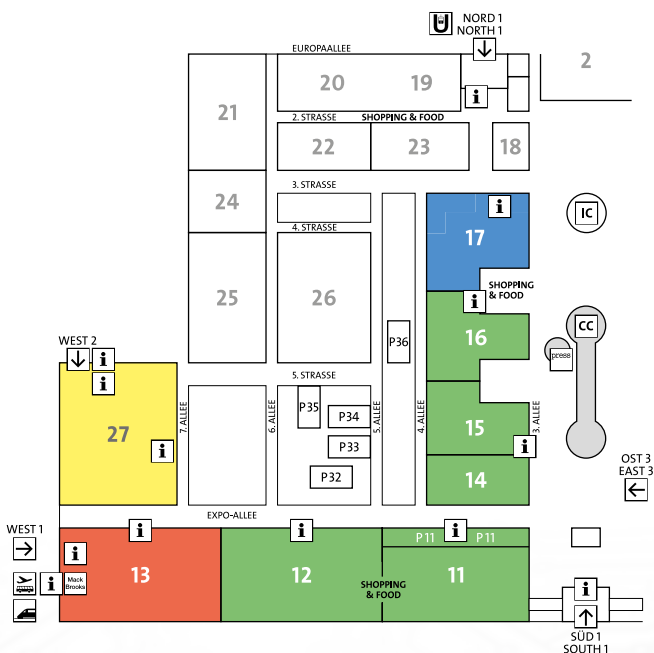 NORD 1
NORTH 1
EUROPAALLEE
2
20
19
i
21
2. STRASSE
SHOPPING & FOOD
22
23
18
3. STRASSE
24
i
IC
4. STRASSE
17
25
26
SHOPPING
& FOOD
i
CC
WEST 2
P36
16
press
i
i
5. STRASSE
27
7. ALLEE
6. ALLEE
P35
P34
5. ALLEE
4. ALLEE
15
3. ALLEE
i
P33
i
P32
14
OST 3
EAST 3
EXPO-ALLEE
WEST 1
i
i
i
P 11
P 11
i
13
12
11
i
Mack
Brooks
SHOPPING
& FOOD
i
SÜD 1
SOUTH 1